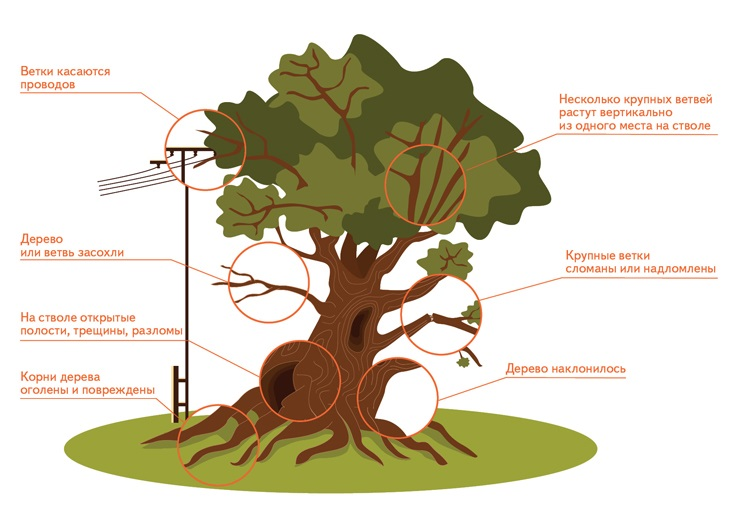 Ветки касаются
проводов
Несколько крупных ветвей
растут вертикально
из одного места на стволе
Дерево
или ветвь засохли
Крупные ветки
сломаны или надломлены
На стволе открытые
полости, трещины, разломы
Дерево наклонилось
Корни дерева
оголены и повреждены